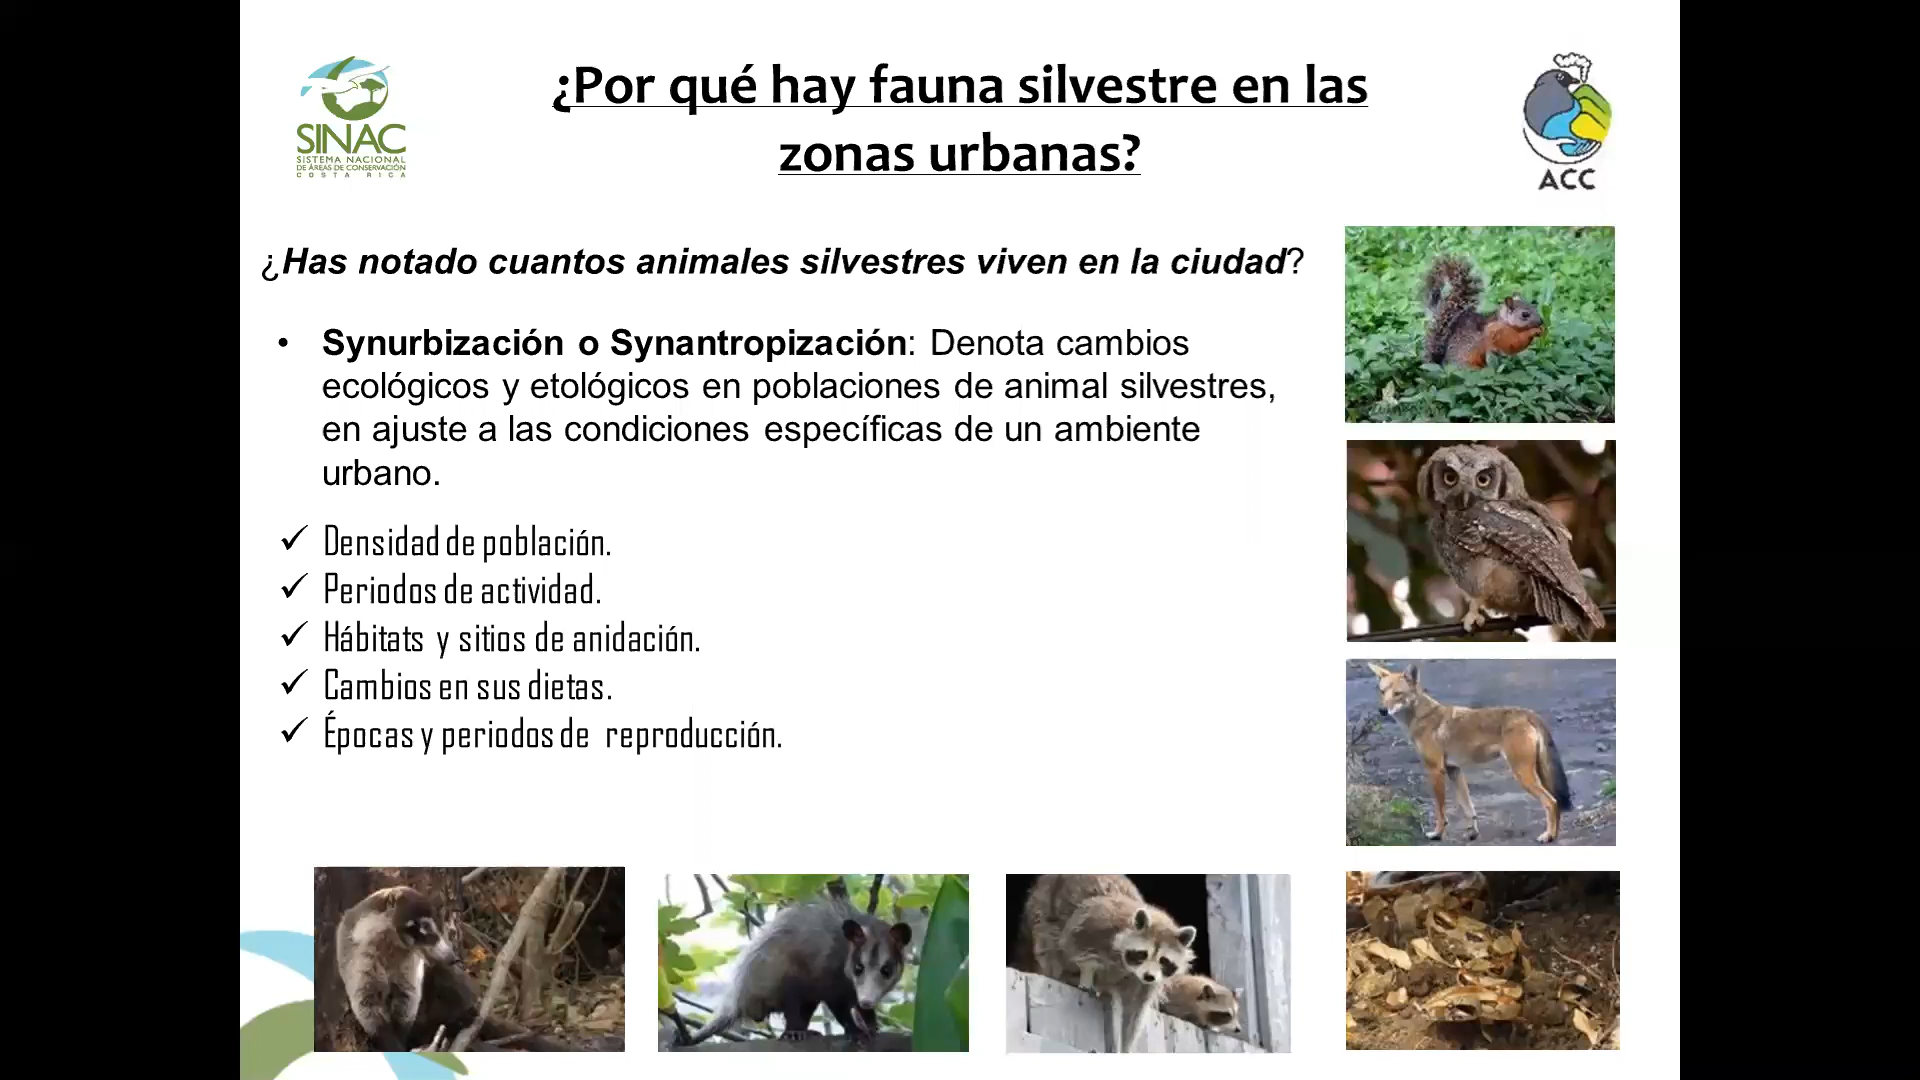 ¿Por qué hay fauna silvestre en las
zonas urbanas?
SINAC
SISTEMA NACIONAL
DE ÁREAS DE CONSERVACIÓN
COSTA RICA
ACC
¿Has notado cuantos animales silvestres viven en la ciudad?
• Synurbización o Synantropización: Denota cambios
ecológicos y etológicos en poblaciones de animal silvestres,
en ajuste a las condiciones específicas de un ambiente
urbano.
✓ Densidad de población.
✓ Periodos de actividad.
✓ Hábitats y sitios de anidación.
✓ Cambios en sus dietas.
✓ Épocas y periodos de reproducción.